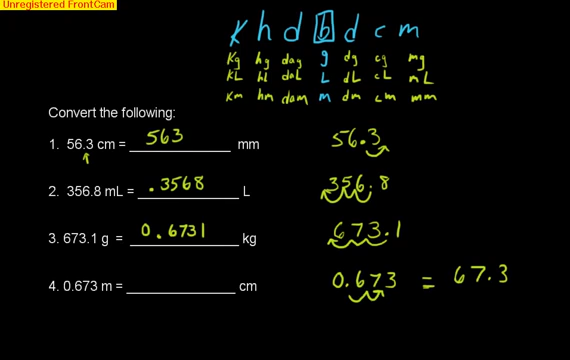 Unregistered FrontCam
K h d b d c m
kg hg dag g dg cg mg
kL hL daL L dL cL mL
km hm dam m dm cm mm
Convert the following:
1. 56.3 cm = 563 mm 56.3
2. 356.8 mL = .3568 L 356.8
3. 673.1 g = 0.6731 kg 673.1
4. 0.673 m = ____________ cm 0.673 = 67.3